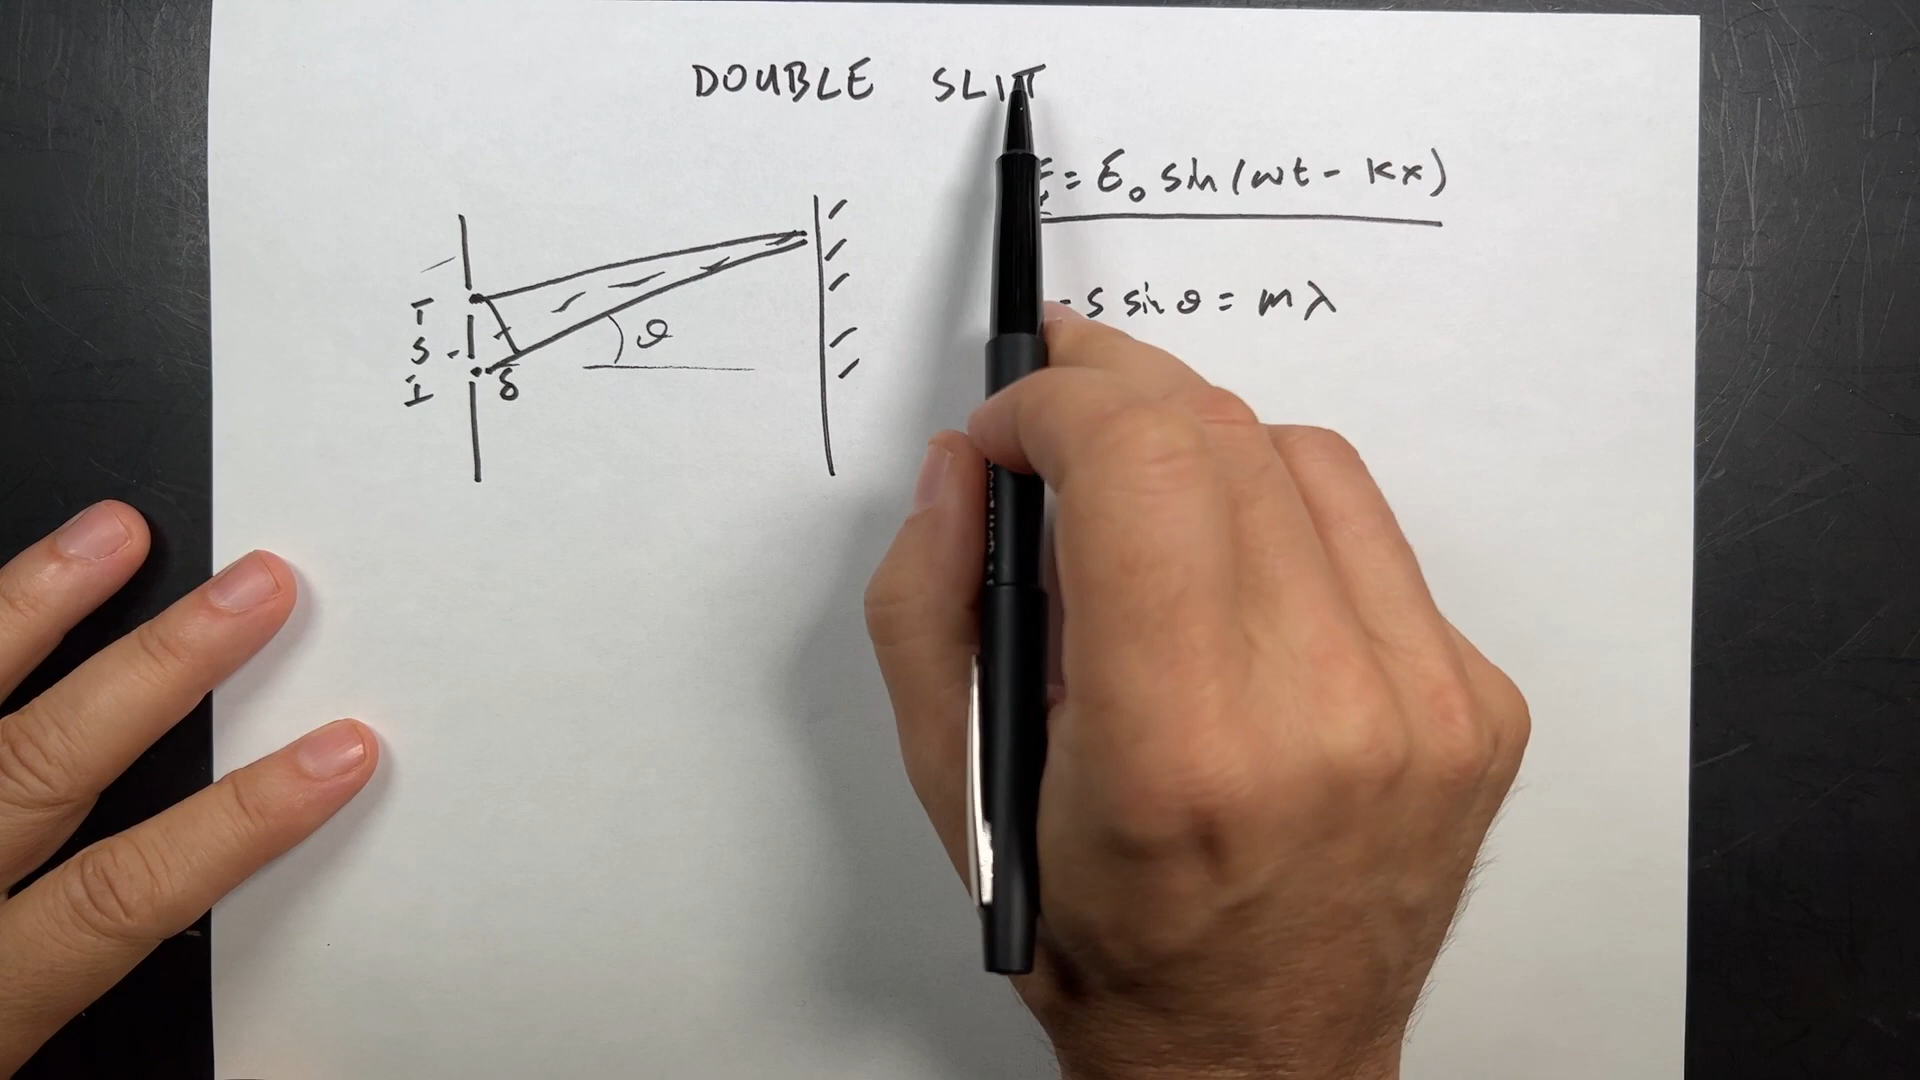 DOUBLE SLIT
= E₀ sin(ωt - kx)
s sin θ = mλ
θ
S
δ